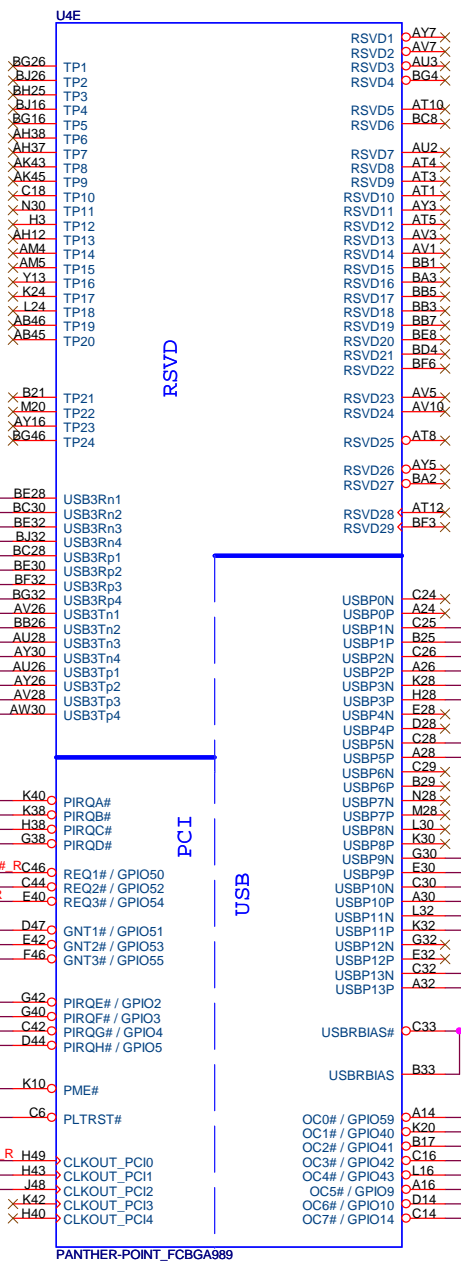 U4E
BG26 TP1
BJ26 TP2
BH25 TP3
BJ16 TP4
BG16 TP5
AH38 TP6
AH37 TP7
AK43 TP8
AK45 TP9
C18 TP10
N30 TP11
H3 TP12
AH12 TP13
AM4 TP14
AM5 TP15
Y13 TP16
K24 TP17
L24 TP18
AB46 TP19
AB45 TP20
B21 TP21
M20 TP22
AY16 TP23
BG46 TP24
RSVD
RSVD1 AY7
RSVD2 AV7
RSVD3 AU3
RSVD4 BG4
RSVD5 AT10
RSVD6 BC8
RSVD7 AU2
RSVD8 AT4
RSVD9 AT3
RSVD10 AT1
RSVD11 AY3
RSVD12 AT5
RSVD13 AV3
RSVD14 AV1
RSVD15 BB1
RSVD16 BA3
RSVD17 BB5
RSVD18 BB3
RSVD19 BB7
RSVD20 BE8
RSVD21 BD4
RSVD22 BF6
RSVD23 AV5
RSVD24 AV10
RSVD25 AT8
RSVD26 AY5
RSVD27 BA2
RSVD28 AT12
RSVD29 BF3
BE28 USB3Rn1
BC30 USB3Rn2
BE32 USB3Rn3
BJ32 USB3Rn4
BC28 USB3Rp1
BE30 USB3Rp2
BF32 USB3Rp3
BG32 USB3Rp4
AV26 USB3Tn1
BB26 USB3Tn2
AU28 USB3Tn3
AY30 USB3Tn4
AU26 USB3Tp1
AY26 USB3Tp2
AV28 USB3Tp3
AW30 USB3Tp4
USBP0N C24
USBP0P A24
USBP1N C25
USBP1P B25
USBP2N C26
USBP2P A26
USBP3N K28
USBP3P H28
USBP4N E28
USBP4P D28
USBP5N C28
USBP5P A28
USBP6N C29
USBP6P B29
USBP7N N28
USBP7P M28
USBP8N L30
USBP8P K30
USBP9N G30
USBP9P E30
USBP10N C30
USBP10P A30
USBP11N L32
USBP11P K32
USBP12N G32
USBP12P E32
USBP13N C32
USBP13P A32
PCI
USB
K40 PIRQA#
K38 PIRQB#
H38 PIRQC#
G38 PIRQD#
#_R C46 REQ1# / GPIO50
C44 REQ2# / GPIO52
E40 REQ3# / GPIO54
D47 GNT1# / GPIO51
E42 GNT2# / GPIO53
F46 GNT3# / GPIO55
G42 PIRQE# / GPIO2
G40 PIRQF# / GPIO3
C42 PIRQG# / GPIO4
D44 PIRQH# / GPIO5
K10 PME#
C6 PLTRST#
_R H49 CLKOUT_PCI0
H43 CLKOUT_PCI1
J48 CLKOUT_PCI2
K42 CLKOUT_PCI3
H40 CLKOUT_PCI4
USBRBIAS# C33
USBRBIAS B33
OC0# / GPIO59 A14
OC1# / GPIO40 K20
OC2# / GPIO41 B17
OC3# / GPIO42 C16
OC4# / GPIO43 L16
OC5# / GPIO9 A16
OC6# / GPIO10 D14
OC7# / GPIO14 C14
PANTHER-POINT_FCBGA989